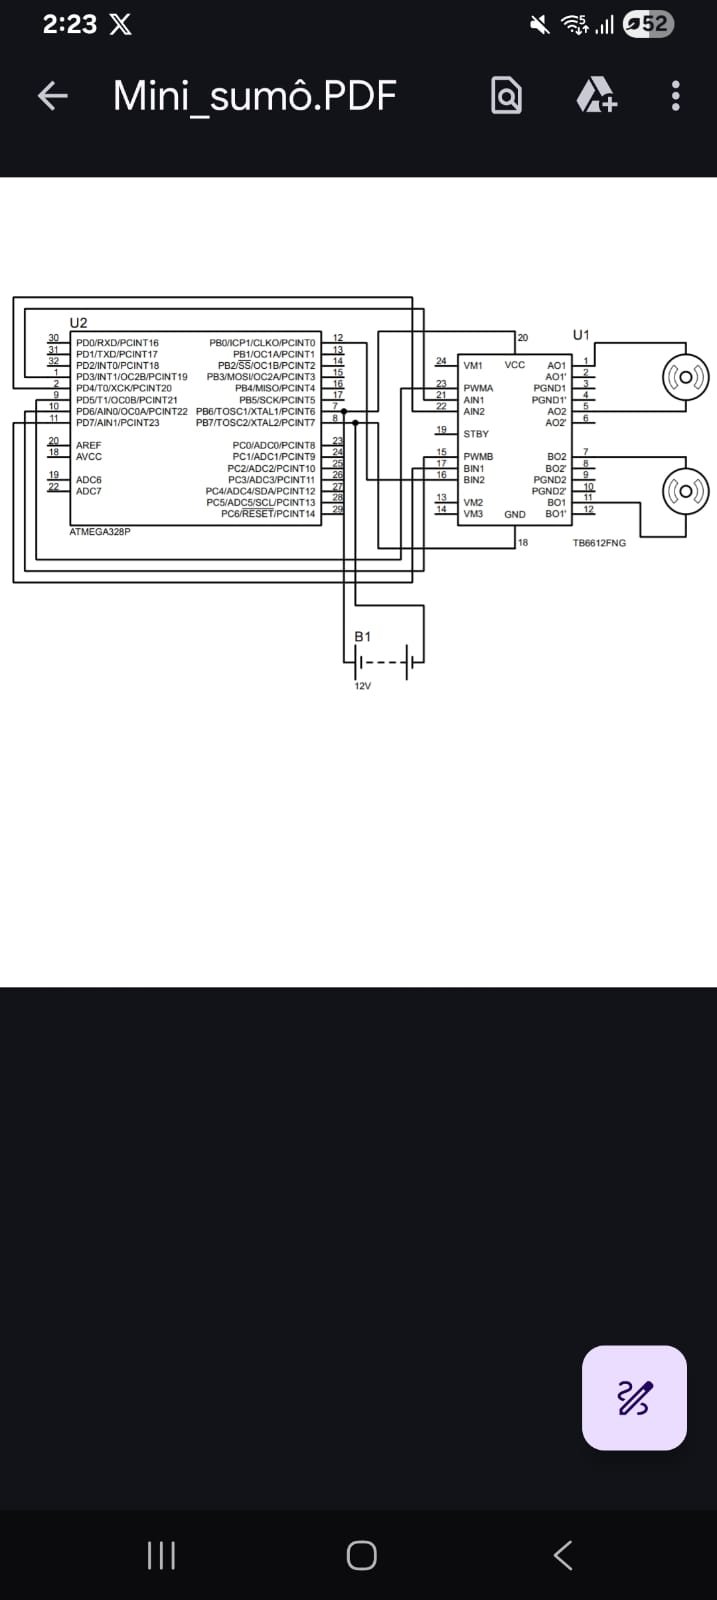 2:23 X 52
Mini_sumô.PDF
U2
30 PD0/RXD/PCINT16
31 PD1/TXD/PCINT17
32 PD2/INT0/PCINT18
1 PD3/INT1/OC2B/PCINT19
2 PD4/T0/XCK/PCINT20
9 PD5/T1/OC0B/PCINT21
10 PD6/AIN0/OC0A/PCINT22
11 PD7/AIN1/PCINT23
20 AREF
18 AVCC
19 ADC6
22 ADC7
PB0/ICP1/CLKO/PCINT0 12
PB1/OC1A/PCINT1 13
PB2/SS/OC1B/PCINT2 14
PB3/MOSI/OC2A/PCINT3 15
PB4/MISO/PCINT4 16
PB5/SCK/PCINT5 17
PB6/TOSC1/XTAL1/PCINT6 7
PB7/TOSC2/XTAL2/PCINT7 8
PC0/ADC0/PCINT8 23
PC1/ADC1/PCINT9 24
PC2/ADC2/PCINT10 25
PC3/ADC3/PCINT11 26
PC4/ADC4/SDA/PCINT12 27
PC5/ADC5/SCL/PCINT13 28
PC6/RESET/PCINT14 29
ATMEGA328P
U1
20
VCC
24 VM1
23 PWMA
21 AIN1
22 AIN2
19 STBY
15 PWMB
17 BIN1
16 BIN2
13 VM2
14 VM3
GND
18
AO1 1
AO1' 2
PGND1 3
PGND1' 4
AO2 5
AO2' 6
BO2 7
BO2' 8
PGND2 9
PGND2' 10
BO1 11
BO1' 12
TB6612FNG
B1
12V